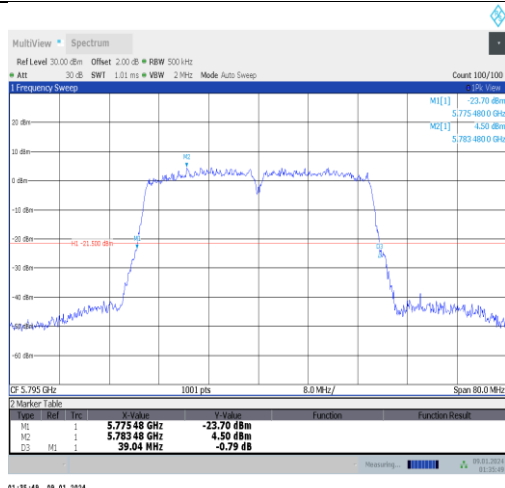 MultiView Spectrum
Ref Level 30.00 dBm Offset 2.00 dB RBW 500 kHz
Att 30 dB SWT 1.01 ms VBW 2 MHz Mode Auto Sweep Count 100/100
1 Frequency Sweep 1Pk View
M1[1] -23.70 dBm
5.775 480 0 GHz
M2[1] 4.50 dBm
5.783 480 0 GHz
20 dBm
M2
10 dBm
0 dBm
-10 dBm
-20 dBm
H1 -21.500 dBm
M1
D3
-30 dBm
-40 dBm
-50 dBm
-60 dBm
CF 5.795 GHz 1001 pts 8.0 MHz/ Span 80.0 MHz
2 Marker Table
Type Ref Trc X-Value Y-Value Function Function Result
M1 1 5.775 48 GHz -23.70 dBm
M2 1 5.783 48 GHz 4.50 dBm
D3 M1 1 39.04 MHz -0.79 dB
Measuring... 09.01.2024
01:35:49
01:35:49 09.01.2024